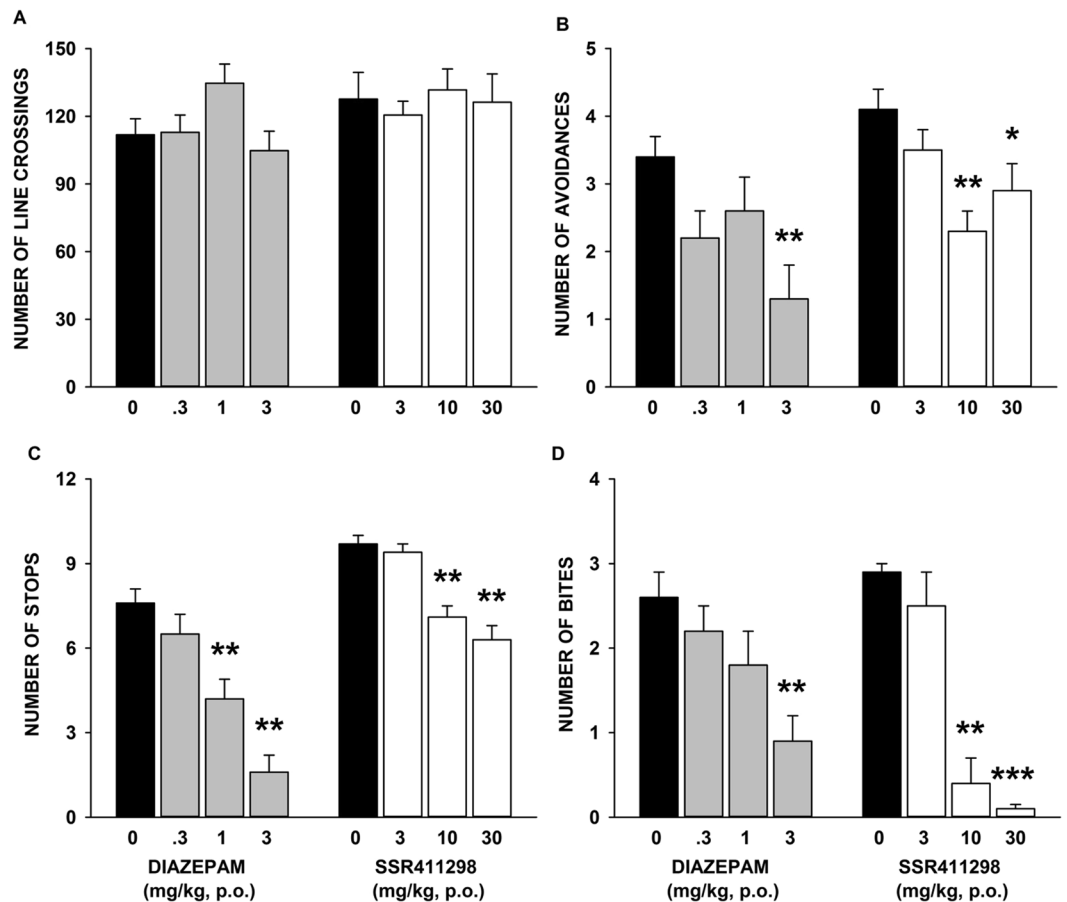 A
NUMBER OF LINE CROSSINGS
150
120
90
60
30
0
0 .3 1 3 0 3 10 30
B
NUMBER OF AVOIDANCES
5
4
3
2
1
0
** ** *
0 .3 1 3 0 3 10 30
C
NUMBER OF STOPS
12
9
6
3
0
** ** ** **
0 .3 1 3 0 3 10 30
DIAZEPAM SSR411298
(mg/kg, p.o.) (mg/kg, p.o.)
D
NUMBER OF BITES
4
3
2
1
0
** ** ***
0 .3 1 3 0 3 10 30
DIAZEPAM SSR411298
(mg/kg, p.o.) (mg/kg, p.o.)